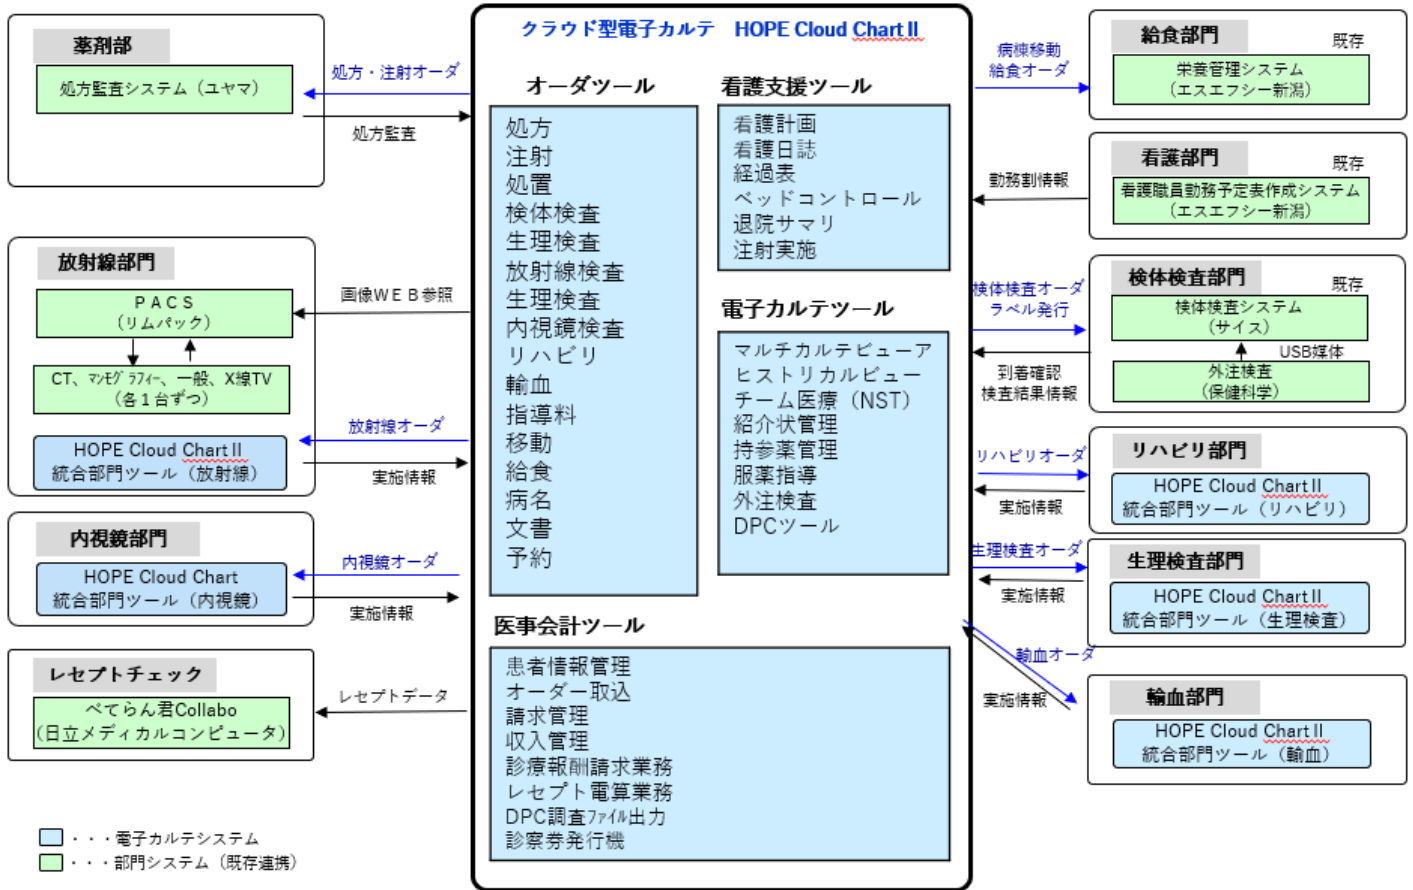 クラウド型電子カルテ　HOPE Cloud Chart II
薬剤部
処方監査システム（ユヤマ）
処方・注射オーダ
処方監査
放射線部門
ＰＡＣＳ
（リムパック）
CT、ﾏﾝﾓｸﾞﾗﾌｨｰ、一般、X線TV
（各１台ずつ）
HOPE Cloud Chart II
統合部門ツール（放射線）
画像ＷＥＢ参照
放射線オーダ
実施情報
内視鏡部門
HOPE Cloud Chart
統合部門ツール（内視鏡）
内視鏡オーダ
実施情報
レセプトチェック
べてらん君Collabo
(日立メディカルコンピュータ)
レセプトデータ
・・・電子カルテシステム
・・・部門システム（既存連携）
オーダツール
処方
注射
処置
検体検査
生理検査
放射線検査
生理検査
内視鏡検査
リハビリ
輸血
指導料
移動
給食
病名
文書
予約
看護支援ツール
看護計画
看護日誌
経過表
ベッドコントロール
退院サマリ
注射実施
電子カルテツール
マルチカルテビューア
ヒストリカルビュー
チーム医療（NST）
紹介状管理
持参薬管理
服薬指導
外注検査
DPCツール
医事会計ツール
患者情報管理
オーダー取込
請求管理
収入管理
診療報酬請求業務
レセプト電算業務
DPC調査ﾌｧｲﾙ出力
診察券発行機
病棟移動
給食オーダ
給食部門
既存
栄養管理システム
（エスエフシー新潟）
勤務割情報
看護部門
既存
看護職員勤務予定表作成システム
（エスエフシー新潟）
検体検査オーダ
ラベル発行
到着確認
検査結果情報
検体検査部門
既存
検体検査システム
（サイス）
USB媒体
外注検査
（保健科学）
リハビリオーダ
実施情報
リハビリ部門
HOPE Cloud Chart II
統合部門ツール（リハビリ）
生理検査オーダ
実施情報
生理検査部門
HOPE Cloud Chart II
統合部門ツール（生理検査）
輸血オーダ
実施情報
輸血部門
HOPE Cloud Chart II
統合部門ツール（輸血）